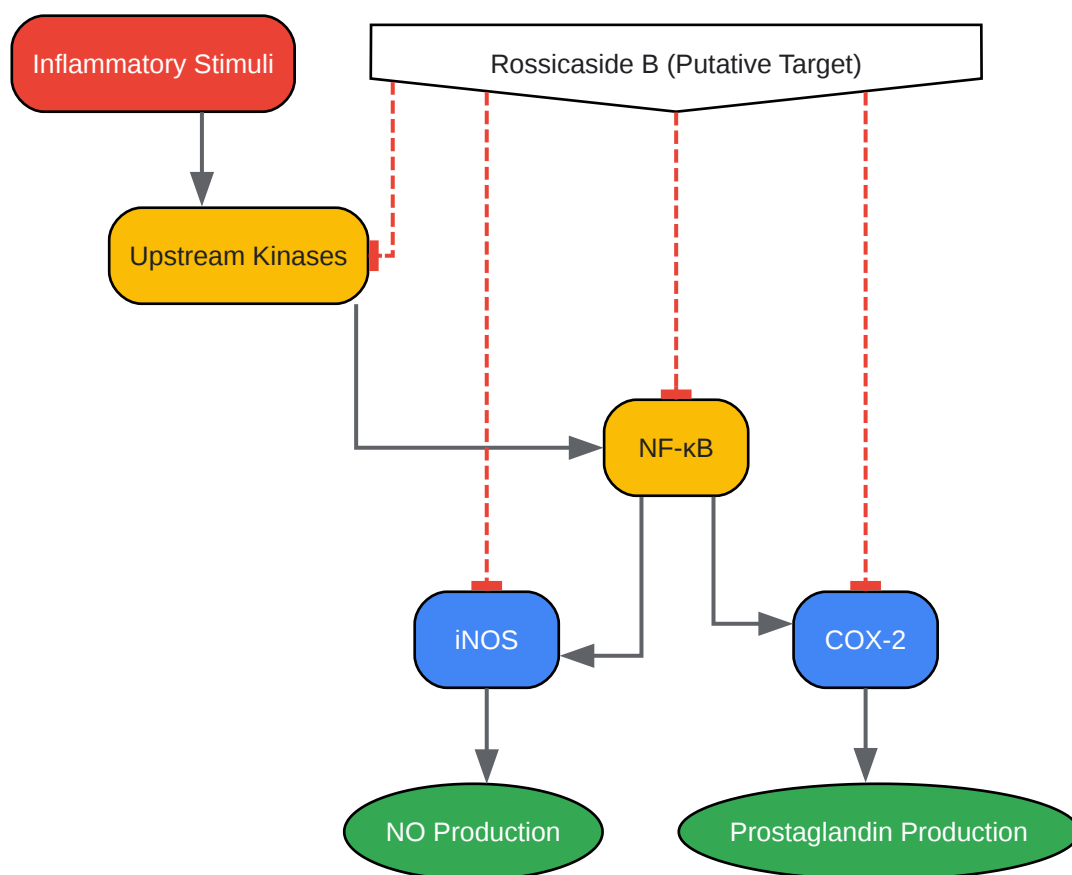 Inflammatory Stimuli
Rossicaside B (Putative Target)
Upstream Kinases
NF-κB
iNOS
COX-2
NO Production
Prostaglandin Production